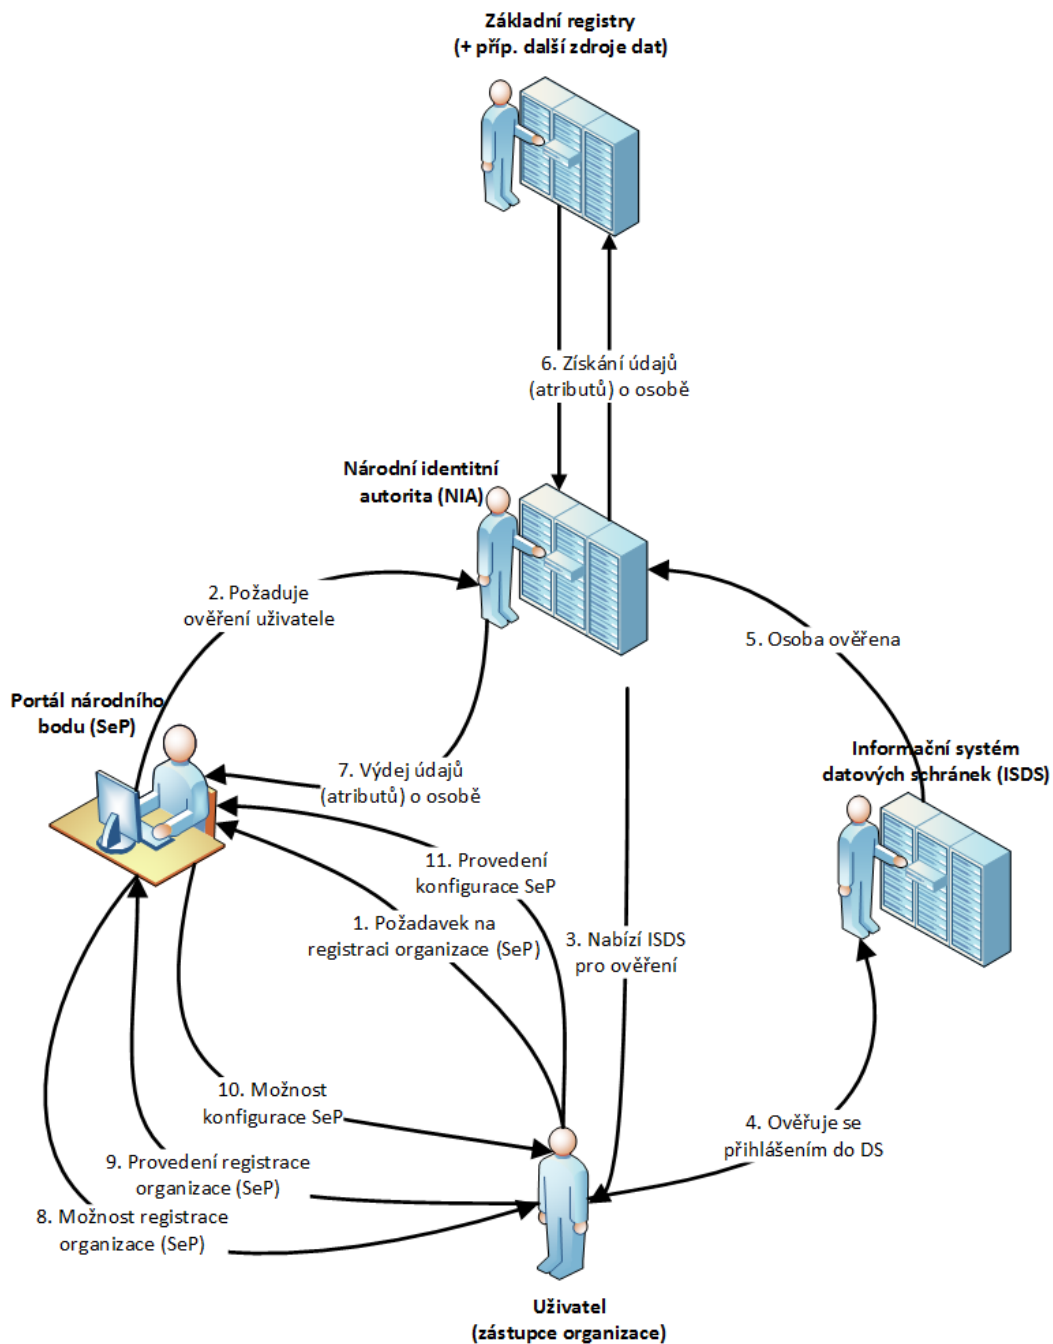 Základní registry
(+ příp. další zdroje dat)
6. Získání údajů
(atributů) o osobě
Národní identitní
autorita (NIA)
2. Požaduje
ověření uživatele
5. Osoba ověřena
Portál národního
bodu (SeP)
Informační systém
datových schránek (ISDS)
7. Výdej údajů
(atributů) o osobě
11. Provedení
konfigurace SeP
1. Požadavek na
registraci organizace (SeP)
3. Nabízí ISDS
pro ověření
10. Možnost
konfigurace SeP
4. Ověřuje se
přihlášením do DS
9. Provedení registrace
organizace (SeP)
8. Možnost registrace
organizace (SeP)
Uživatel
(zástupce organizace)